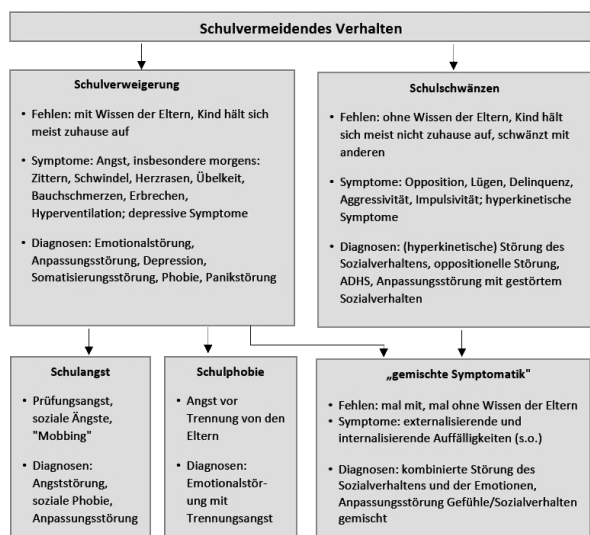 Schulvermeidendes Verhalten
Schulverweigerung
• Fehlen: mit Wissen der Eltern, Kind hält sich
meist zuhause auf
• Symptome: Angst, insbesondere morgens:
Zittern, Schwindel, Herzrasen, Übelkeit,
Bauchschmerzen, Erbrechen,
Hyperventilation; depressive Symptome
• Diagnosen: Emotionalstörung,
Anpassungsstörung, Depression,
Somatisierungsstörung, Phobie, Panikstörung
Schulschwänzen
• Fehlen: ohne Wissen der Eltern, Kind hält
sich meist nicht zuhause auf, schwänzt mit
anderen
• Symptome: Opposition, Lügen, Delinquenz,
Aggressivität, Impulsivität; hyperkinetische
Symptome
• Diagnosen: (hyperkinetische) Störung des
Sozialverhaltens, oppositionelle Störung,
ADHS, Anpassungsstörung mit gestörtem
Sozialverhalten
Schulangst
• Prüfungsangst,
soziale Ängste,
"Mobbing"
• Diagnosen:
Angststörung,
soziale Phobie,
Anpassungsstörung
Schulphobie
• Angst vor
Trennung von den
Eltern
• Diagnosen:
Emotionalstör-
ung mit
Trennungsangst
„gemischte Symptomatik"
• Fehlen: mal mit, mal ohne Wissen der Eltern
• Symptome: externalisierende und
internalisierende Auffälligkeiten (s.o.)
• Diagnosen: kombinierte Störung des
Sozialverhaltens und der Emotionen,
Anpassungsstörung Gefühle/Sozialverhalten
gemischt